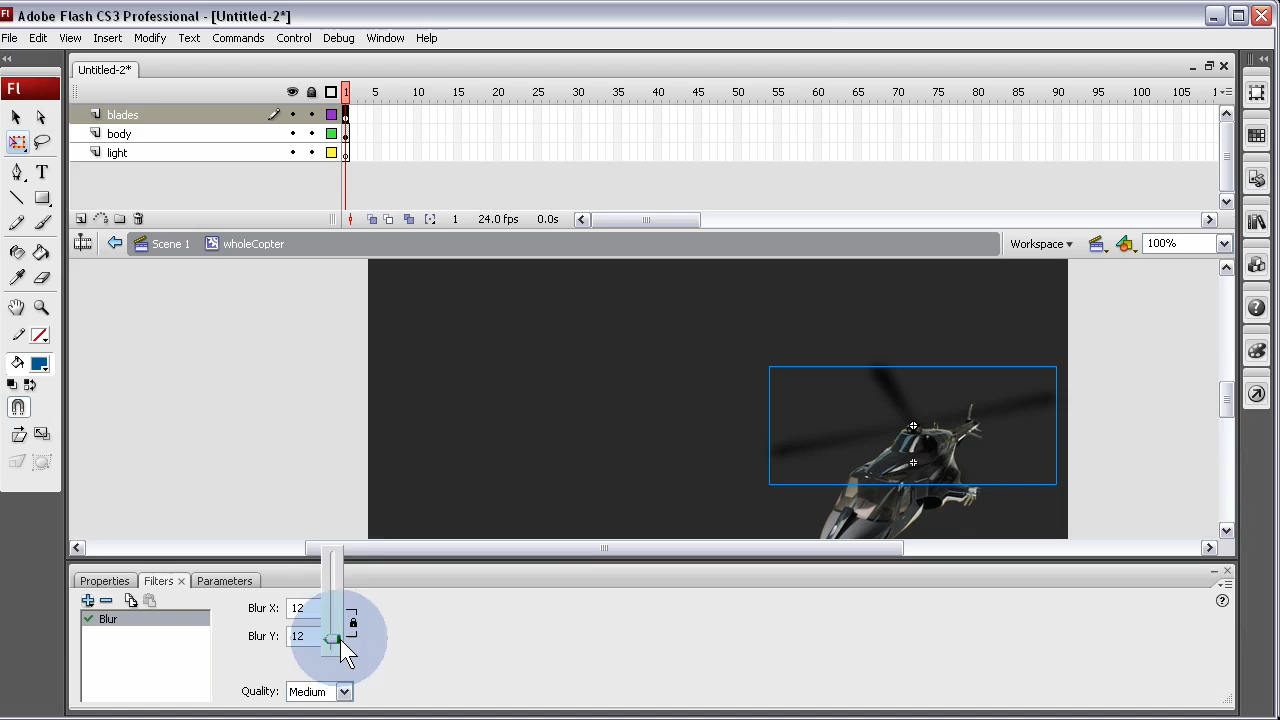 Fl Adobe Flash CS3 Professional - [Untitled-2*]
File Edit View Insert Modify Text Commands Control Debug Window Help
Untitled-2*
Fl
1 5 10 15 20 25 30 35 40 45 50 55 60 65 70 75 80 85 90 95 100 105 1
blades
body
light
1 24.0 fps 0.0s
Scene 1 wholeCopter Workspace 100%
Properties Filters Parameters
Blur X: 12
Blur
Blur Y: 12
Quality: Medium